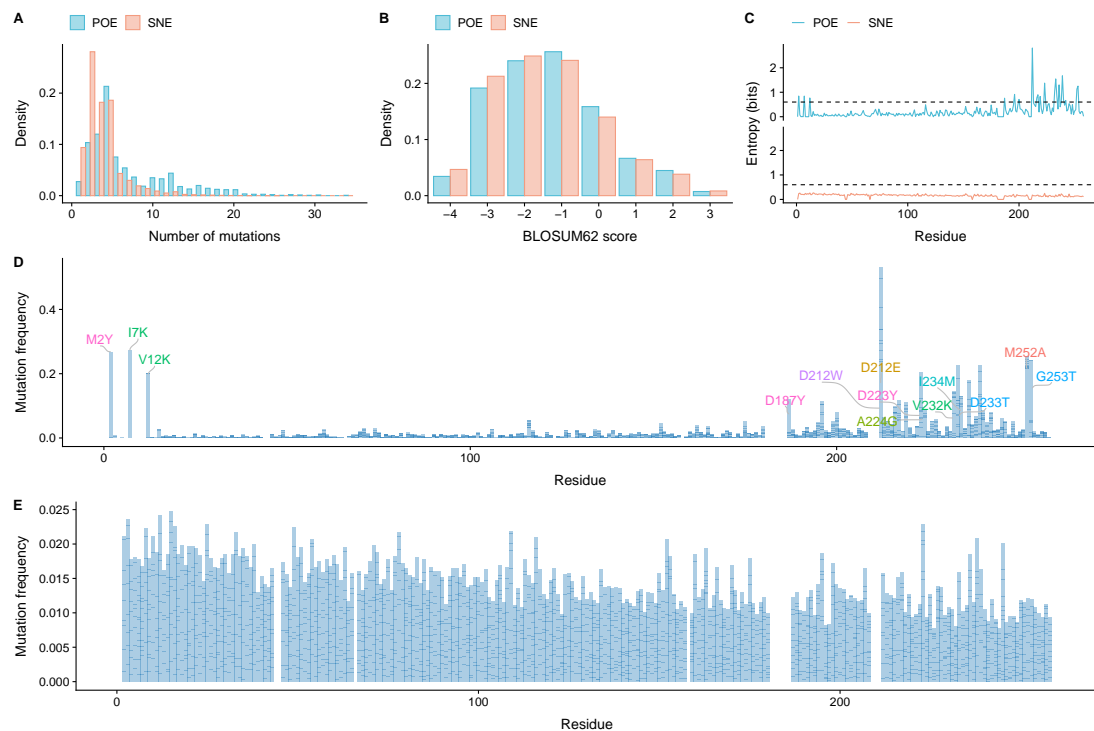 A
POE SNE
Density
0.2
0.1
0.0
0 10 20 30
Number of mutations
B
POE SNE
Density
0.2
0.1
0.0
−4 −3 −2 −1 0 1 2 3
BLOSUM62 score
C
POE SNE
Entropy (bits)
2
1
0
2
1
0
0 100 200
Residue
D
Mutation frequency
0.4
0.2
0.0
M2Y
I7K
V12K
D187Y
D212W
D212E
D223Y
A224G
I234M
V232K
D233T
M252A
G253T
0 100 200
Residue
E
Mutation frequency
0.025
0.020
0.015
0.010
0.005
0.000
0 100 200
Residue